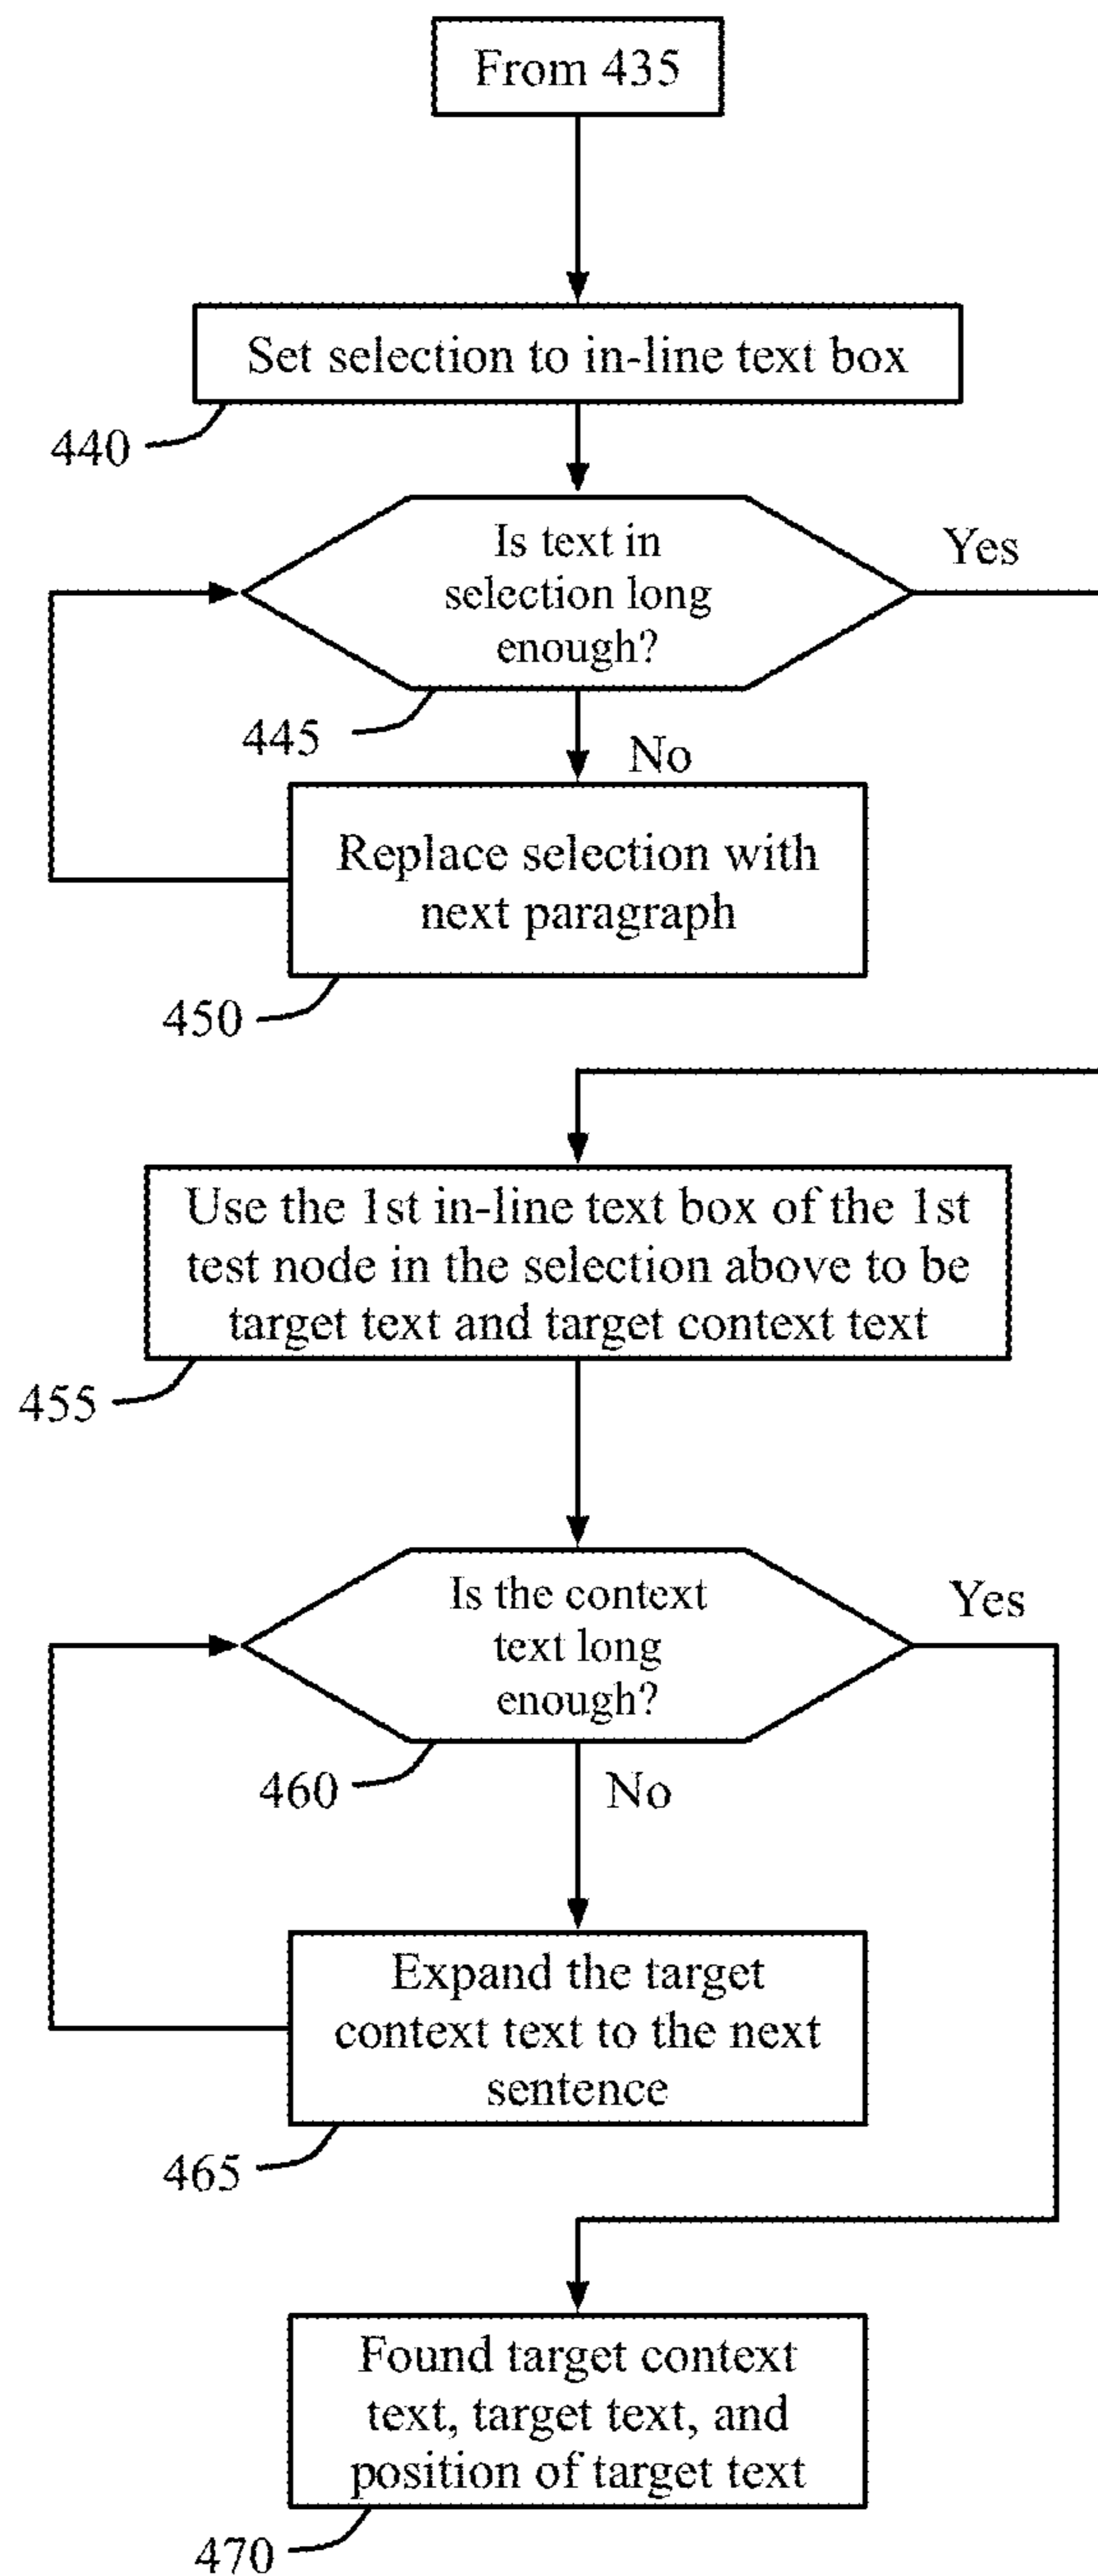 From 435
Set selection to in-line text box
440
Is text in
selection long
enough?
Yes
445
No
Replace selection with
next paragraph
450
Use the 1st in-line text box of the 1st
test node in the selection above to be
target text and target context text
455
Is the context
text long
enough?
Yes
460
No
Expand the target
context text to the next
sentence
465
Found target context
text, target text, and
position of target text
470